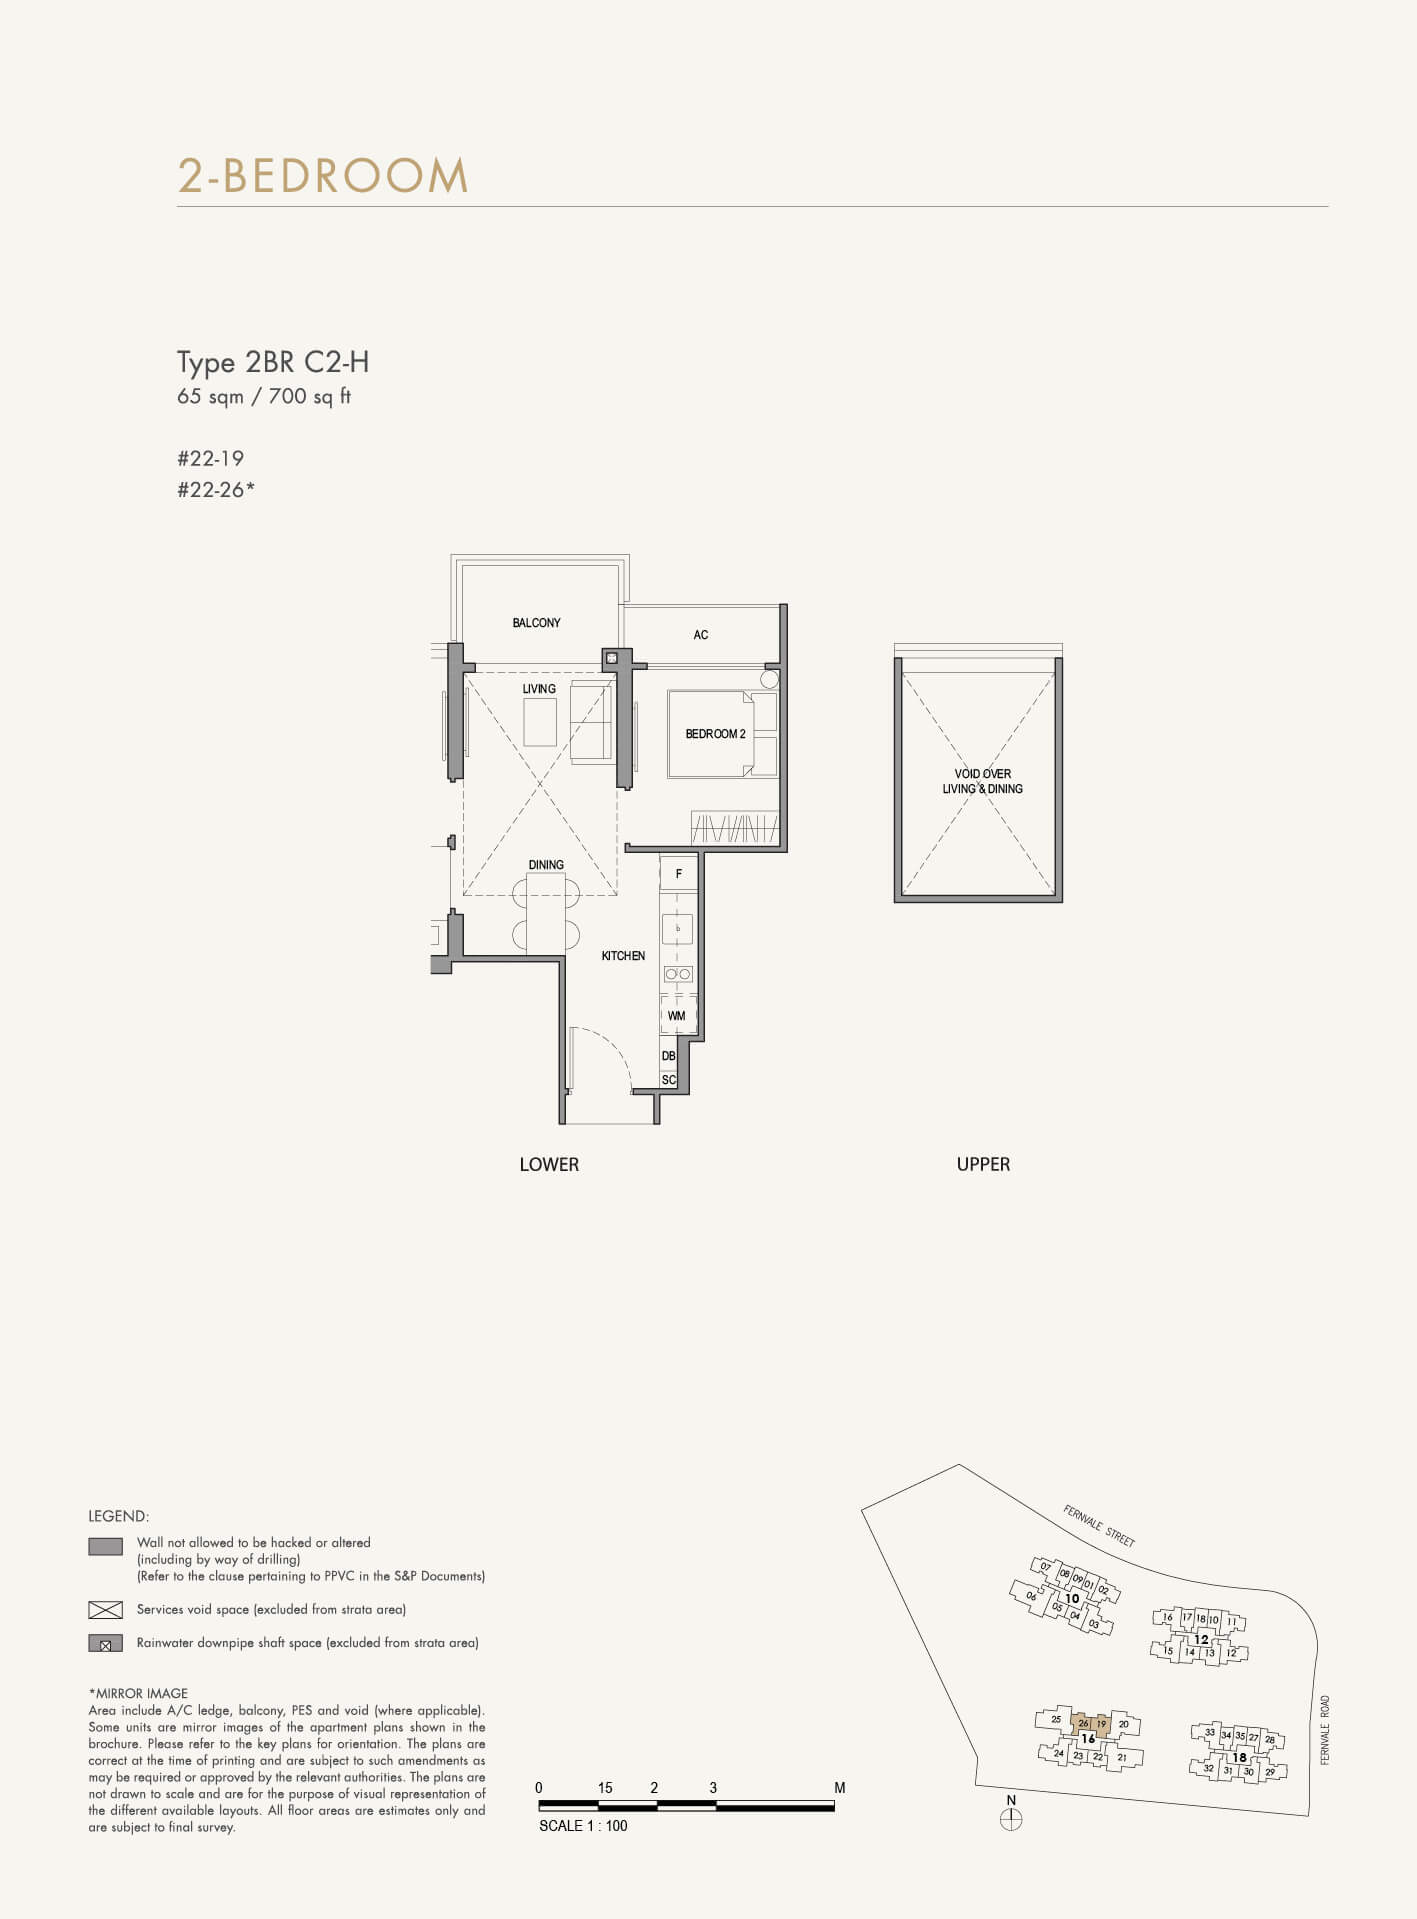 2-BEDROOM
Type 2BR C2-H
65 sqm / 700 sq ft
#22-19
#22-26*
BALCONY
AC
LIVING
BEDROOM 2
VOID OVER
LIVING & DINING
DINING
F
KITCHEN
WM
DB
SC
LOWER
UPPER
LEGEND:
Wall not allowed to be hacked or altered
(including by way of drilling)
(Refer to the clause pertaining to PPVC in the S&P Documents)
Services void space (excluded from strata area)
Rainwater downpipe shaft space (excluded from strata area)
*MIRROR IMAGE
Area include A/C ledge, balcony, PES and void (where applicable).
Some units are mirror images of the apartment plans shown in the
brochure. Please refer to the key plans for orientation. The plans are
correct at the time of printing and are subject to such amendments as
may be required or approved by the relevant authorities. The plans are
not drawn to scale and are for the purpose of visual representation of
the different available layouts. All floor areas are estimates only and
are subject to final survey.
0 15 2 3 M
SCALE 1 : 100
FERNVALE STREET
07 08 09 01 02
10
06 05 04 03
16 17 18 10 11
12
15 14 13 12
25 26 19 20
16
24 23 22 21
33 34 35 27 28
18
32 31 30 29
FERNVALE ROAD
N